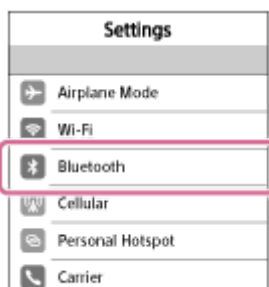 Settings
Airplane Mode
Wi-Fi
Bluetooth
Cellular
Personal Hotspot
Carrier